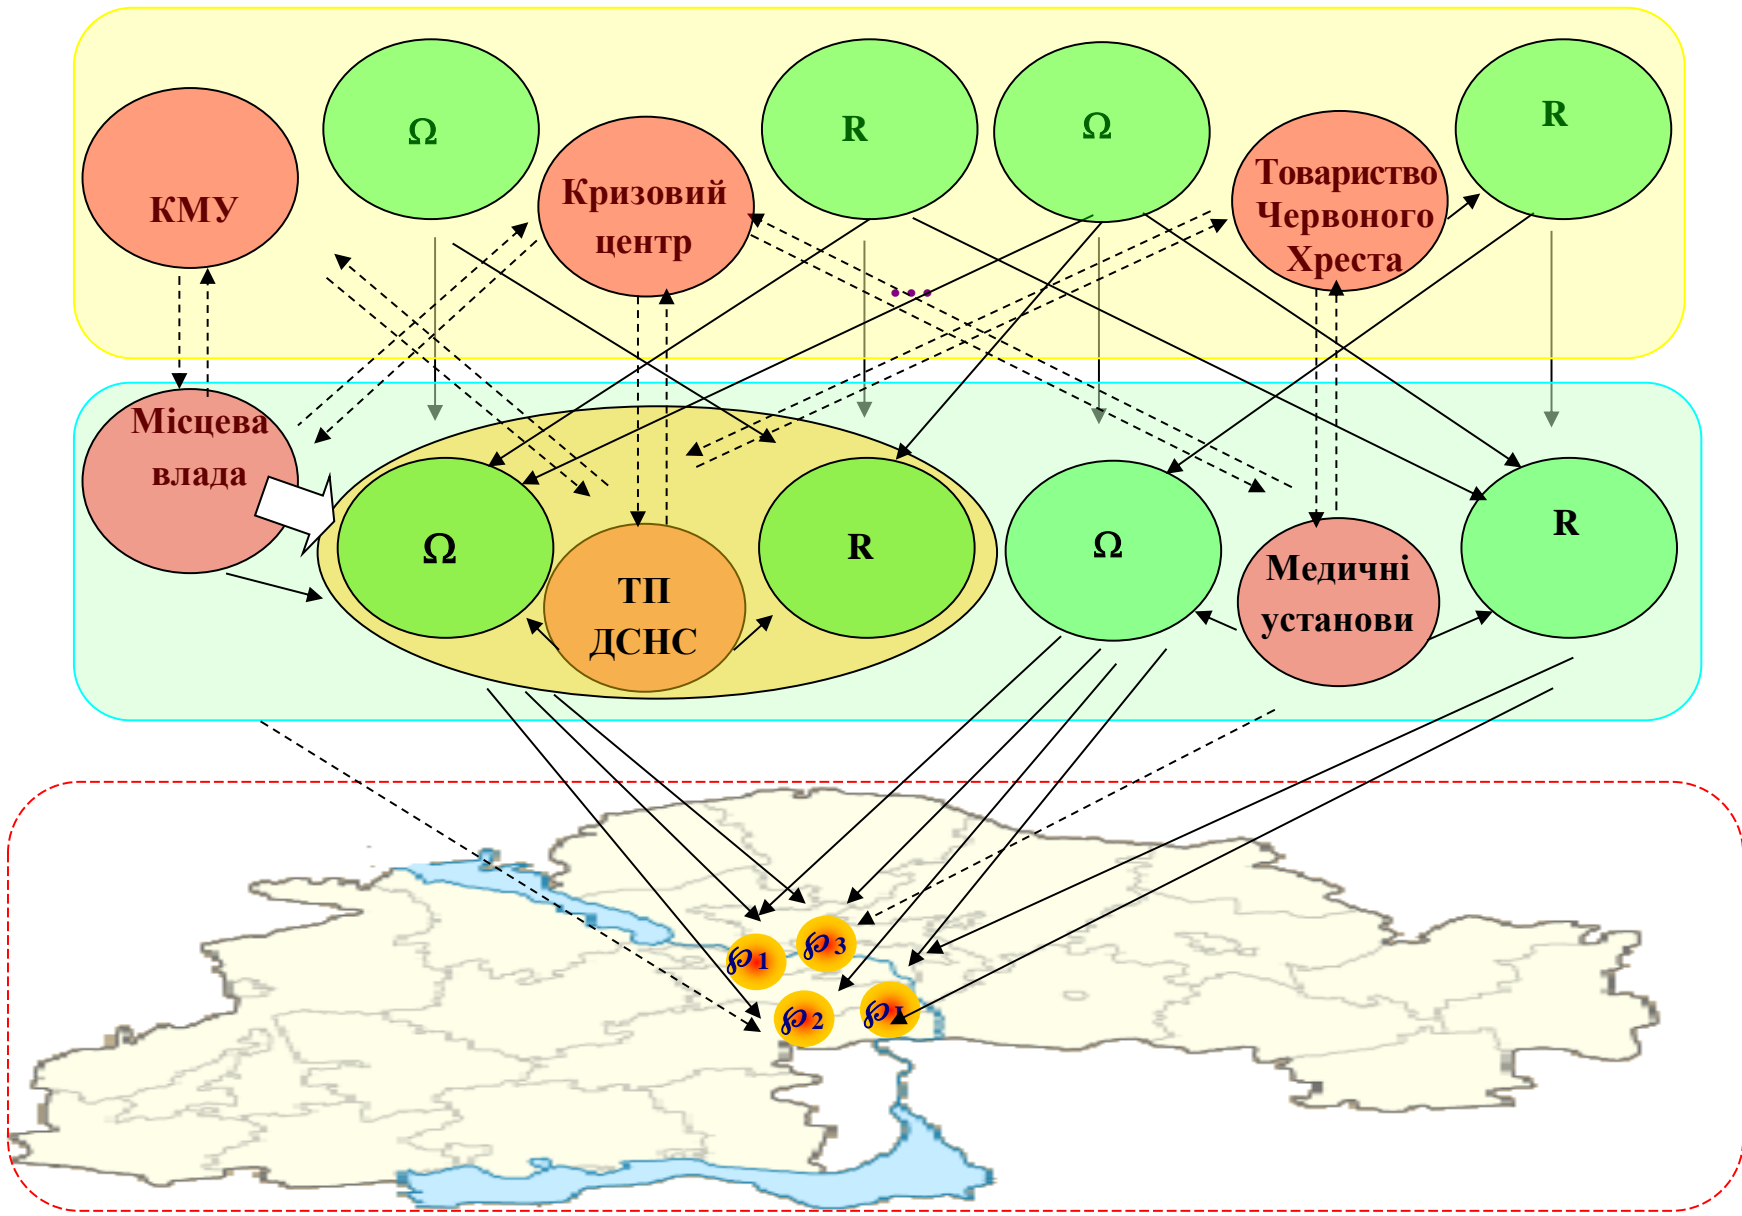 Ω
R
Ω
R
КМУ
Кризовий
центр
Товариство
Червоного
Хреста
...
Місцева
влада
Ω
ТП
ДСНС
R
Ω
Медичні
установи
R
℘1
℘3
℘2
℘